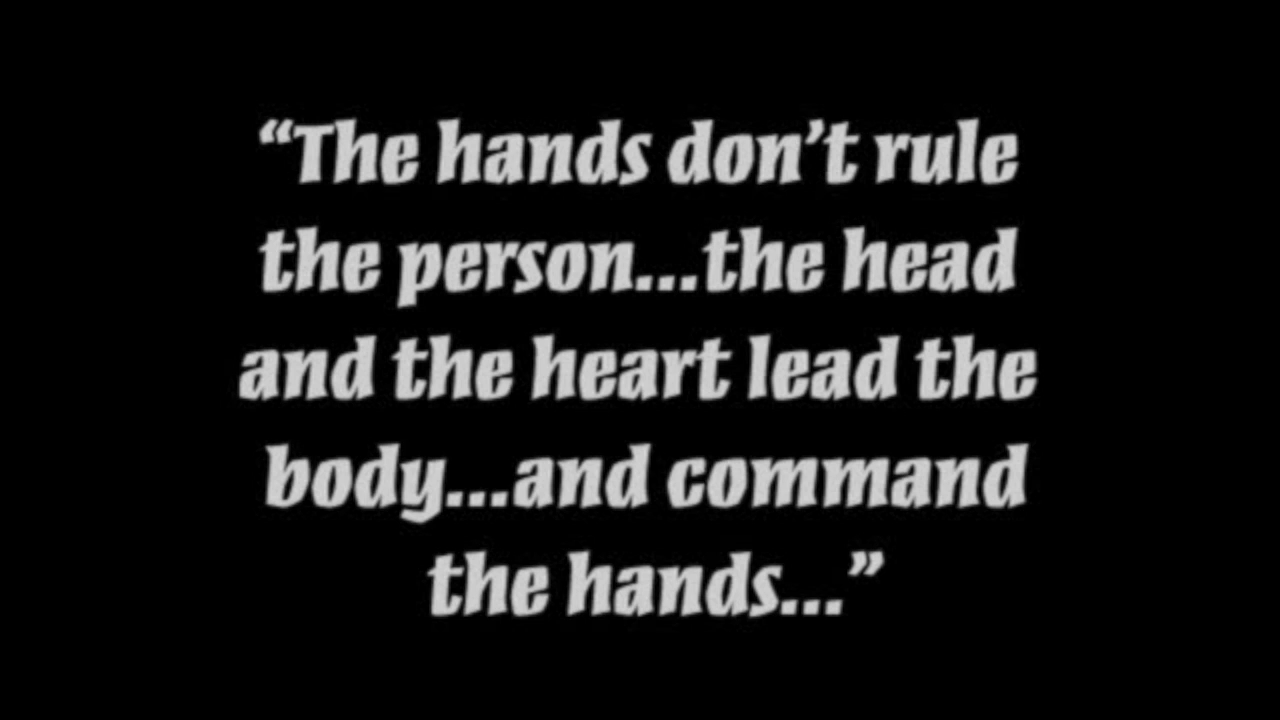 “The hands don’t rule
the person...the head
and the heart lead the
body...and command
the hands...”